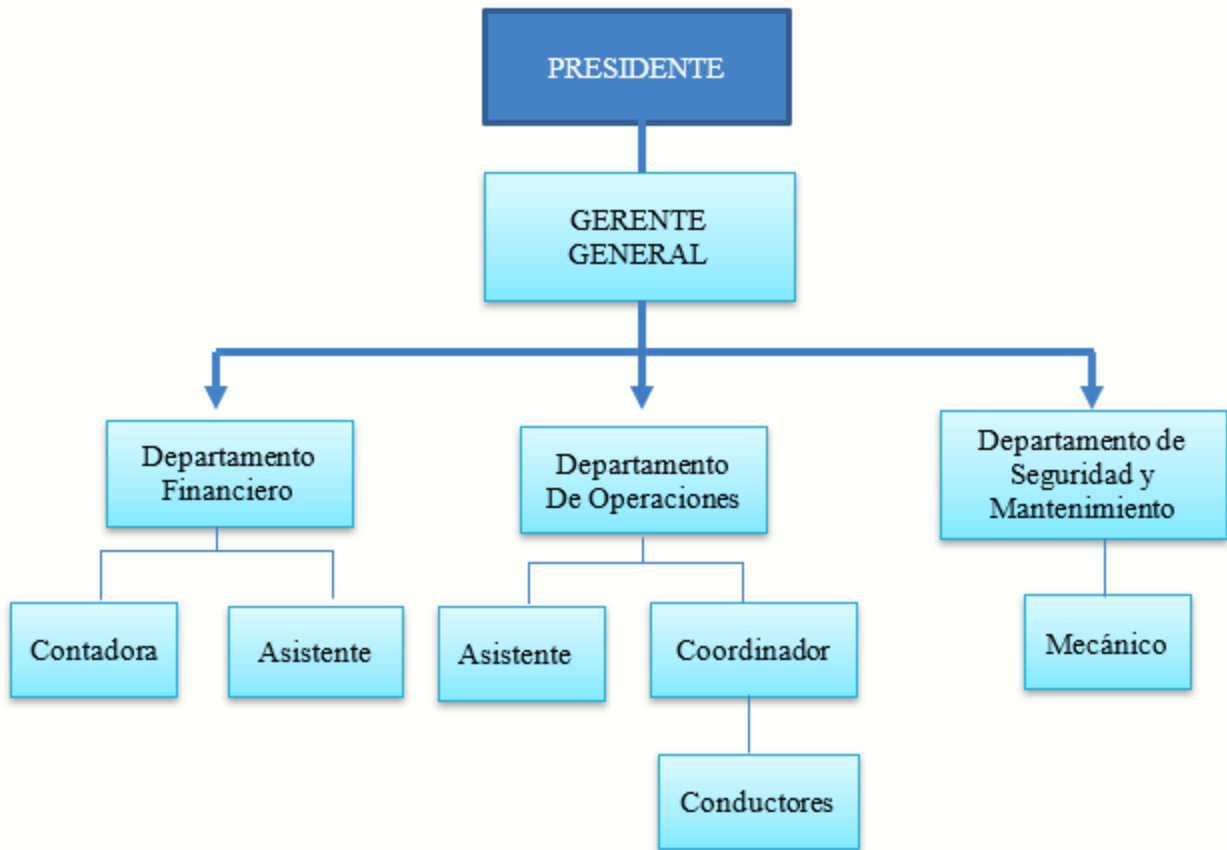 PRESIDENTE
GERENTE
GENERAL
Departamento
Financiero
Departamento
De Operaciones
Departamento de
Seguridad y
Mantenimiento
Contadora
Asistente
Asistente
Coordinador
Mecánico
Conductores